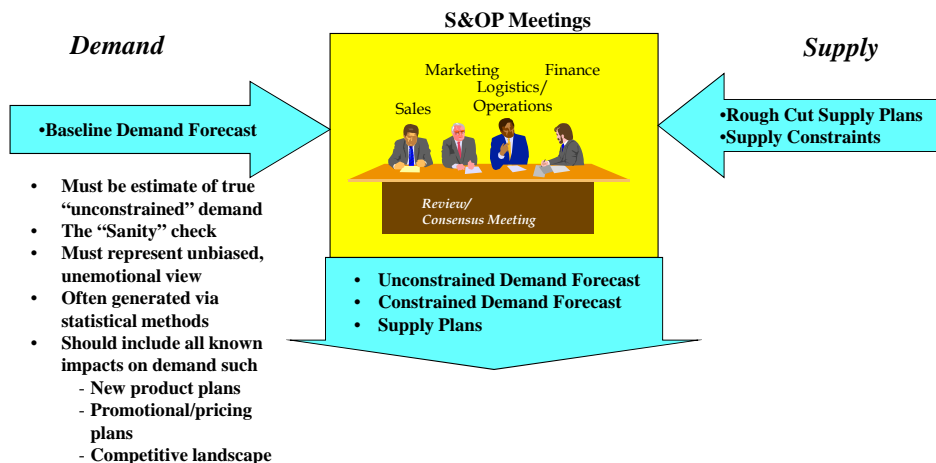 S&OP Meetings
Demand
Supply
Marketing
Finance
Logistics/
Operations
Sales
•Baseline Demand Forecast
•Rough Cut Supply Plans
•Supply Constraints
Review/
Consensus Meeting
• Must be estimate of true
“unconstrained” demand
• The “Sanity” check
• Must represent unbiased,
unemotional view
• Often generated via
statistical methods
• Should include all known
impacts on demand such
- New product plans
- Promotional/pricing
plans
- Competitive landscape
• Unconstrained Demand Forecast
• Constrained Demand Forecast
• Supply Plans